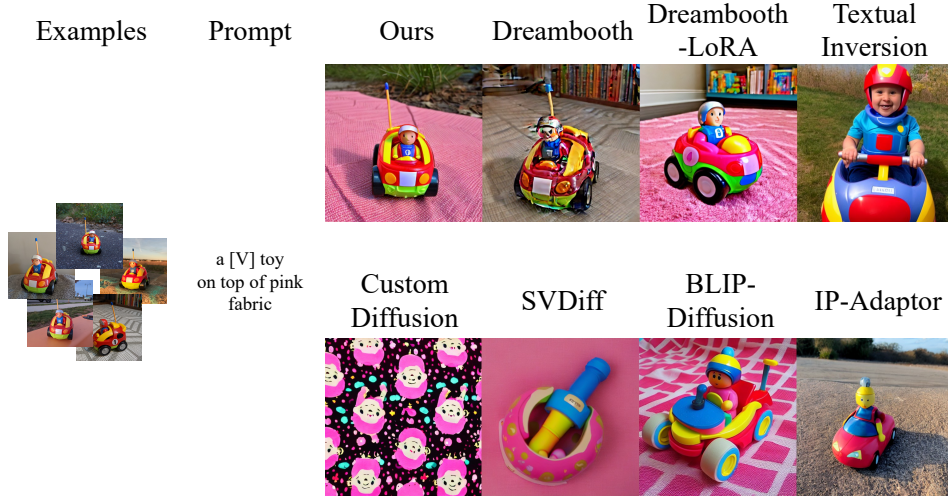 Examples
Prompt
Ours
Dreambooth
Dreambooth
-LoRA
Textual
Inversion
a [V] toy
on top of pink
fabric
Custom
Diffusion
SVDiff
BLIP-
Diffusion
IP-Adaptor